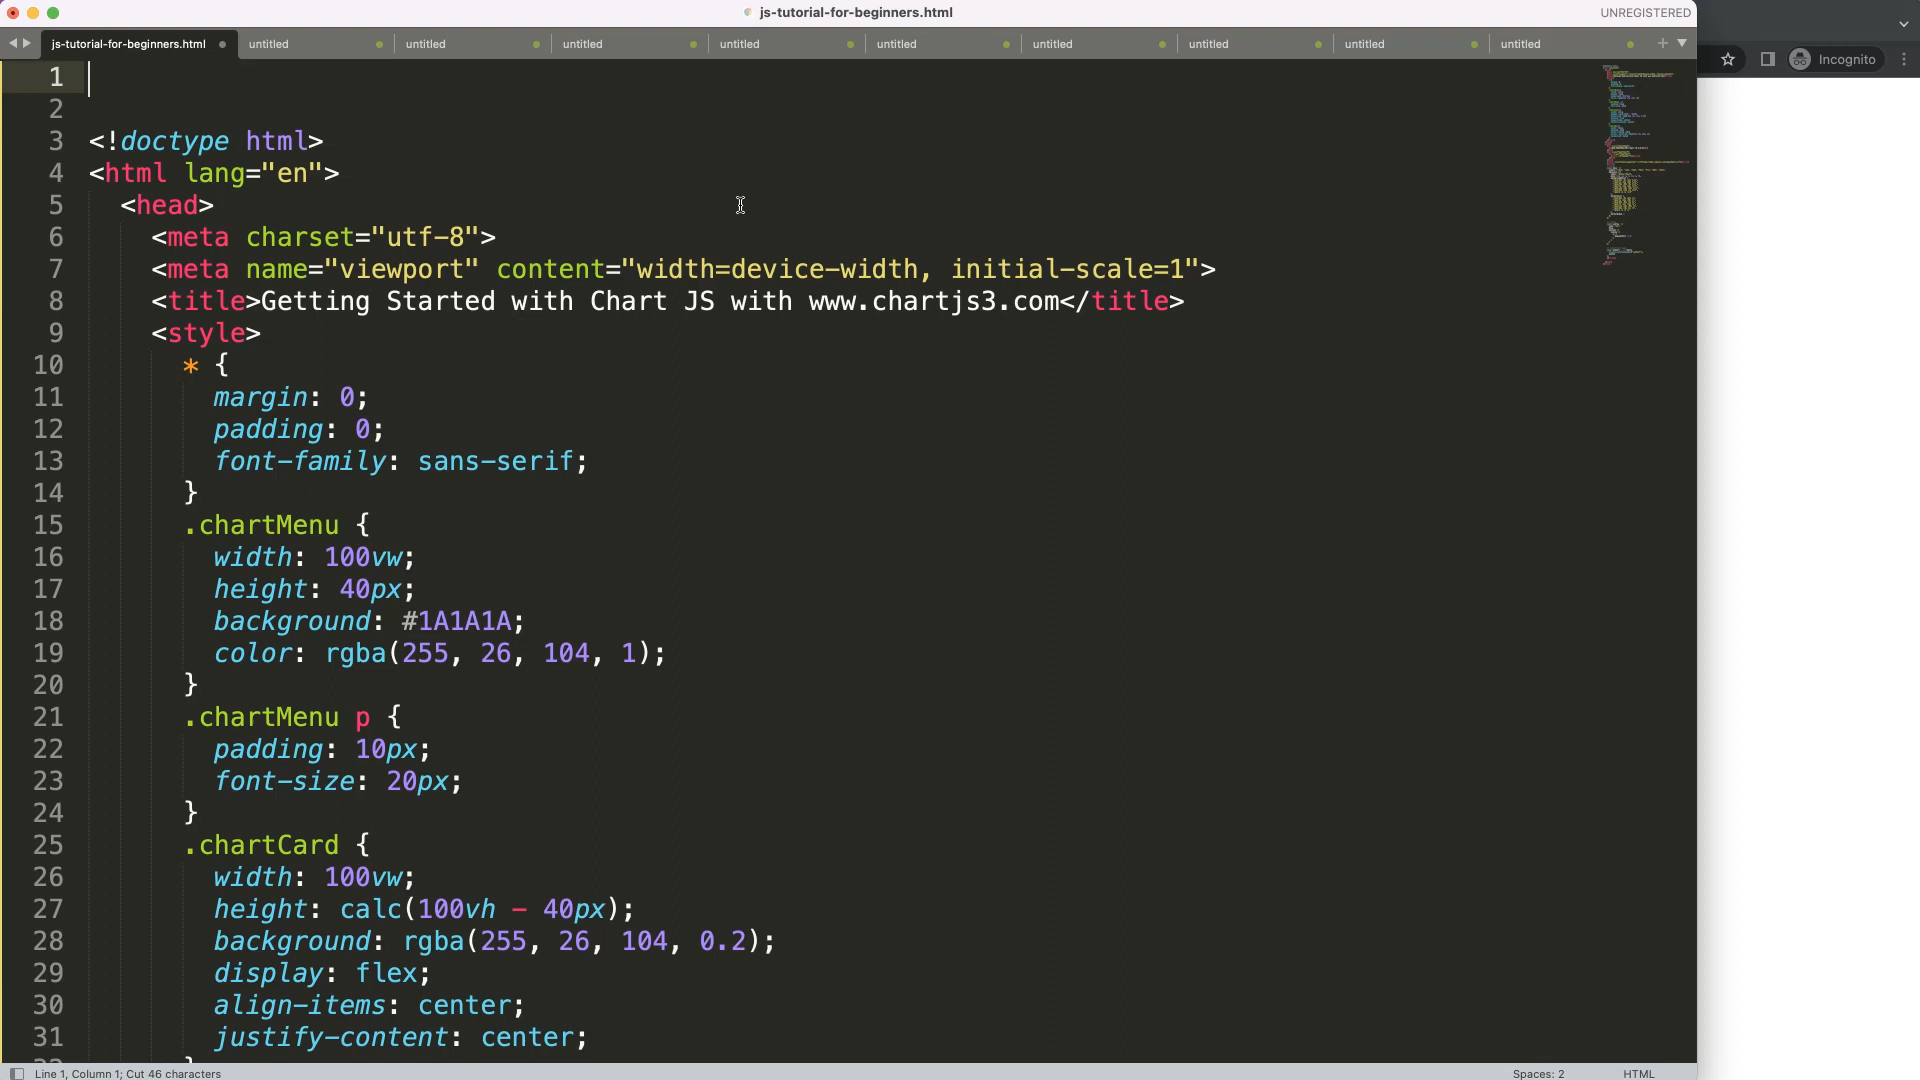 js-tutorial-for-beginners.html
UNREGISTERED
js-tutorial-for-beginners.html untitled untitled untitled untitled untitled untitled untitled untitled untitled
Incognito
1
2
3 <!doctype html>
4 <html lang="en">
5 <head>
6 <meta charset="utf-8">
7 <meta name="viewport" content="width=device-width, initial-scale=1">
8 <title>Getting Started with Chart JS with www.chartjs3.com</title>
9 <style>
10 * {
11 margin: 0;
12 padding: 0;
13 font-family: sans-serif;
14 }
15 .chartMenu {
16 width: 100vw;
17 height: 40px;
18 background: #1A1A1A;
19 color: rgba(255, 26, 104, 1);
20 }
21 .chartMenu p {
22 padding: 10px;
23 font-size: 20px;
24 }
25 .chartCard {
26 width: 100vw;
27 height: calc(100vh - 40px);
28 background: rgba(255, 26, 104, 0.2);
29 display: flex;
30 align-items: center;
31 justify-content: center;
Line 1, Column 1; Cut 46 characters
Spaces: 2
HTML